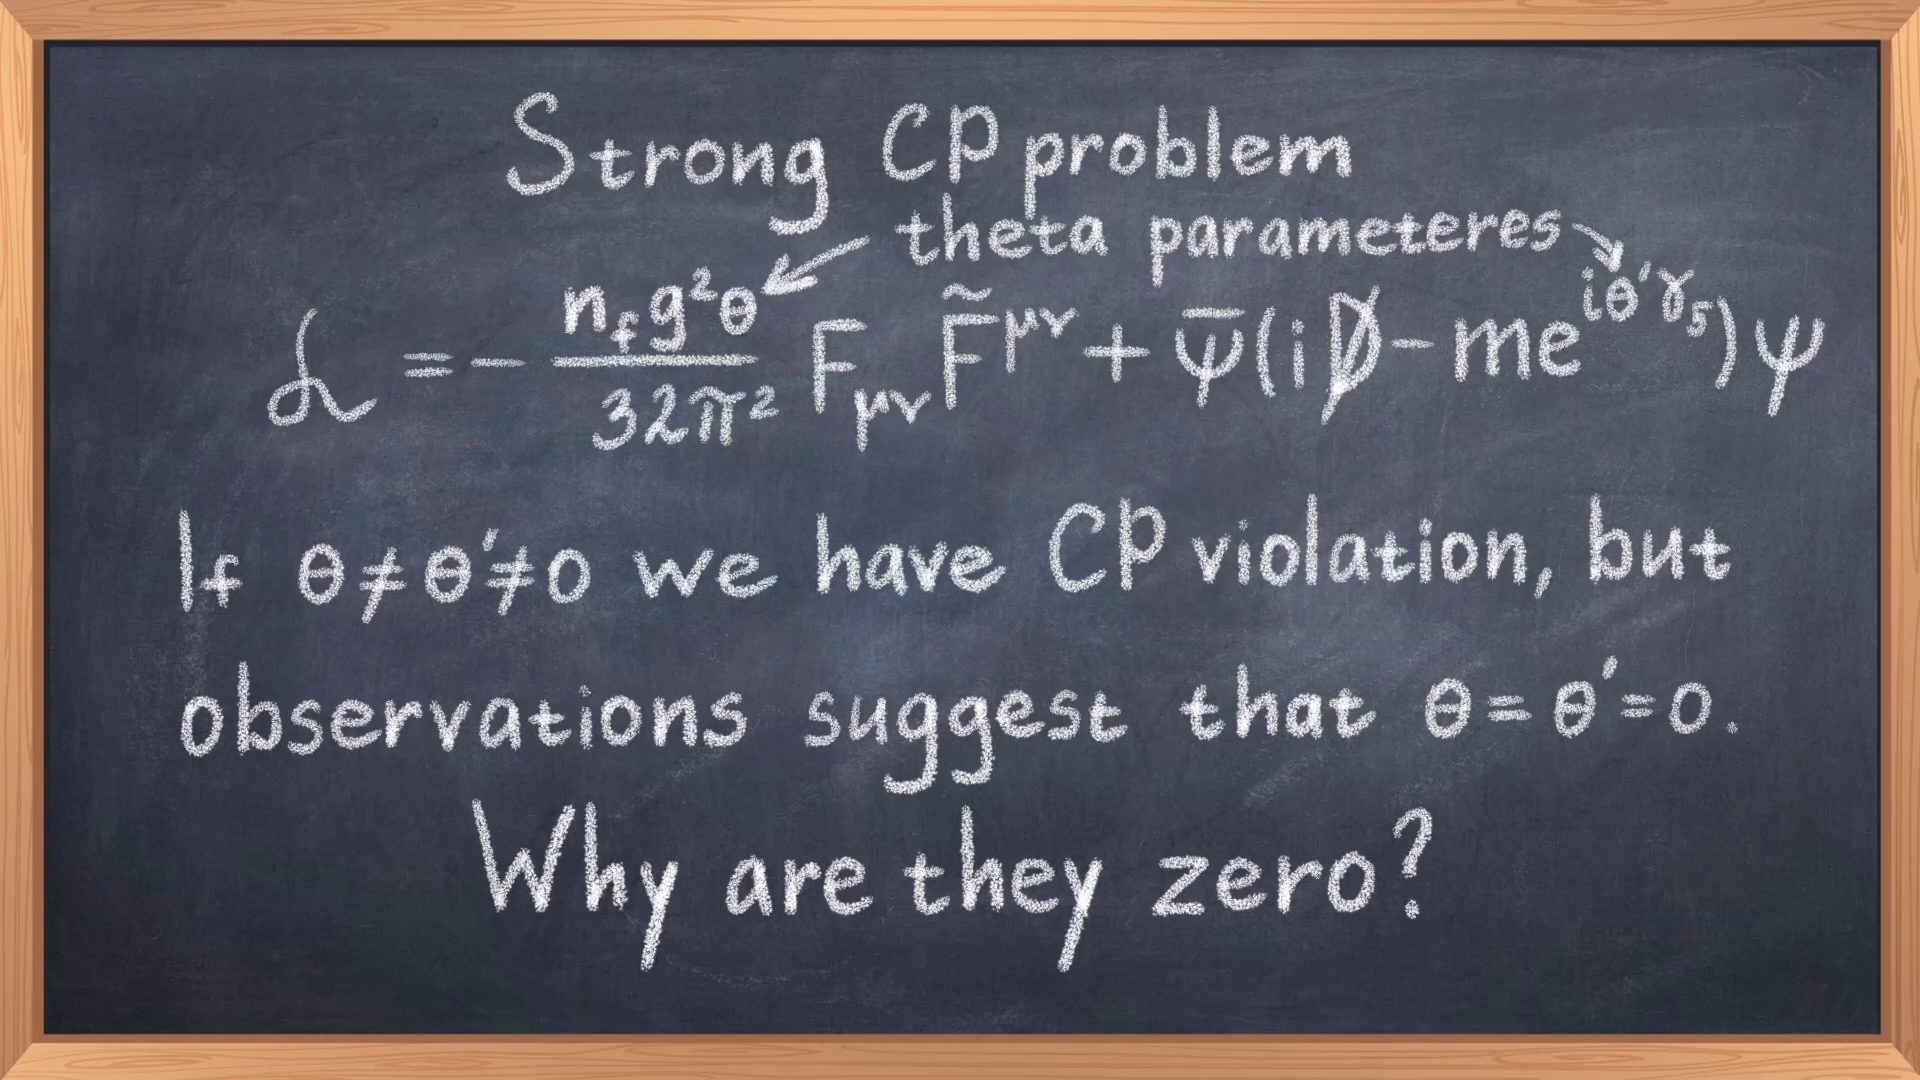 Strong CP problem
theta parameteres
ℒ = - n_f g²θ / 32π² F_μν F̃^μν + ψ̄(iD̸ - me^iθ'γ₅)ψ
If θ≠θ'≠0 we have CP violation, but
observations suggest that θ=θ'=0.
Why are they zero?